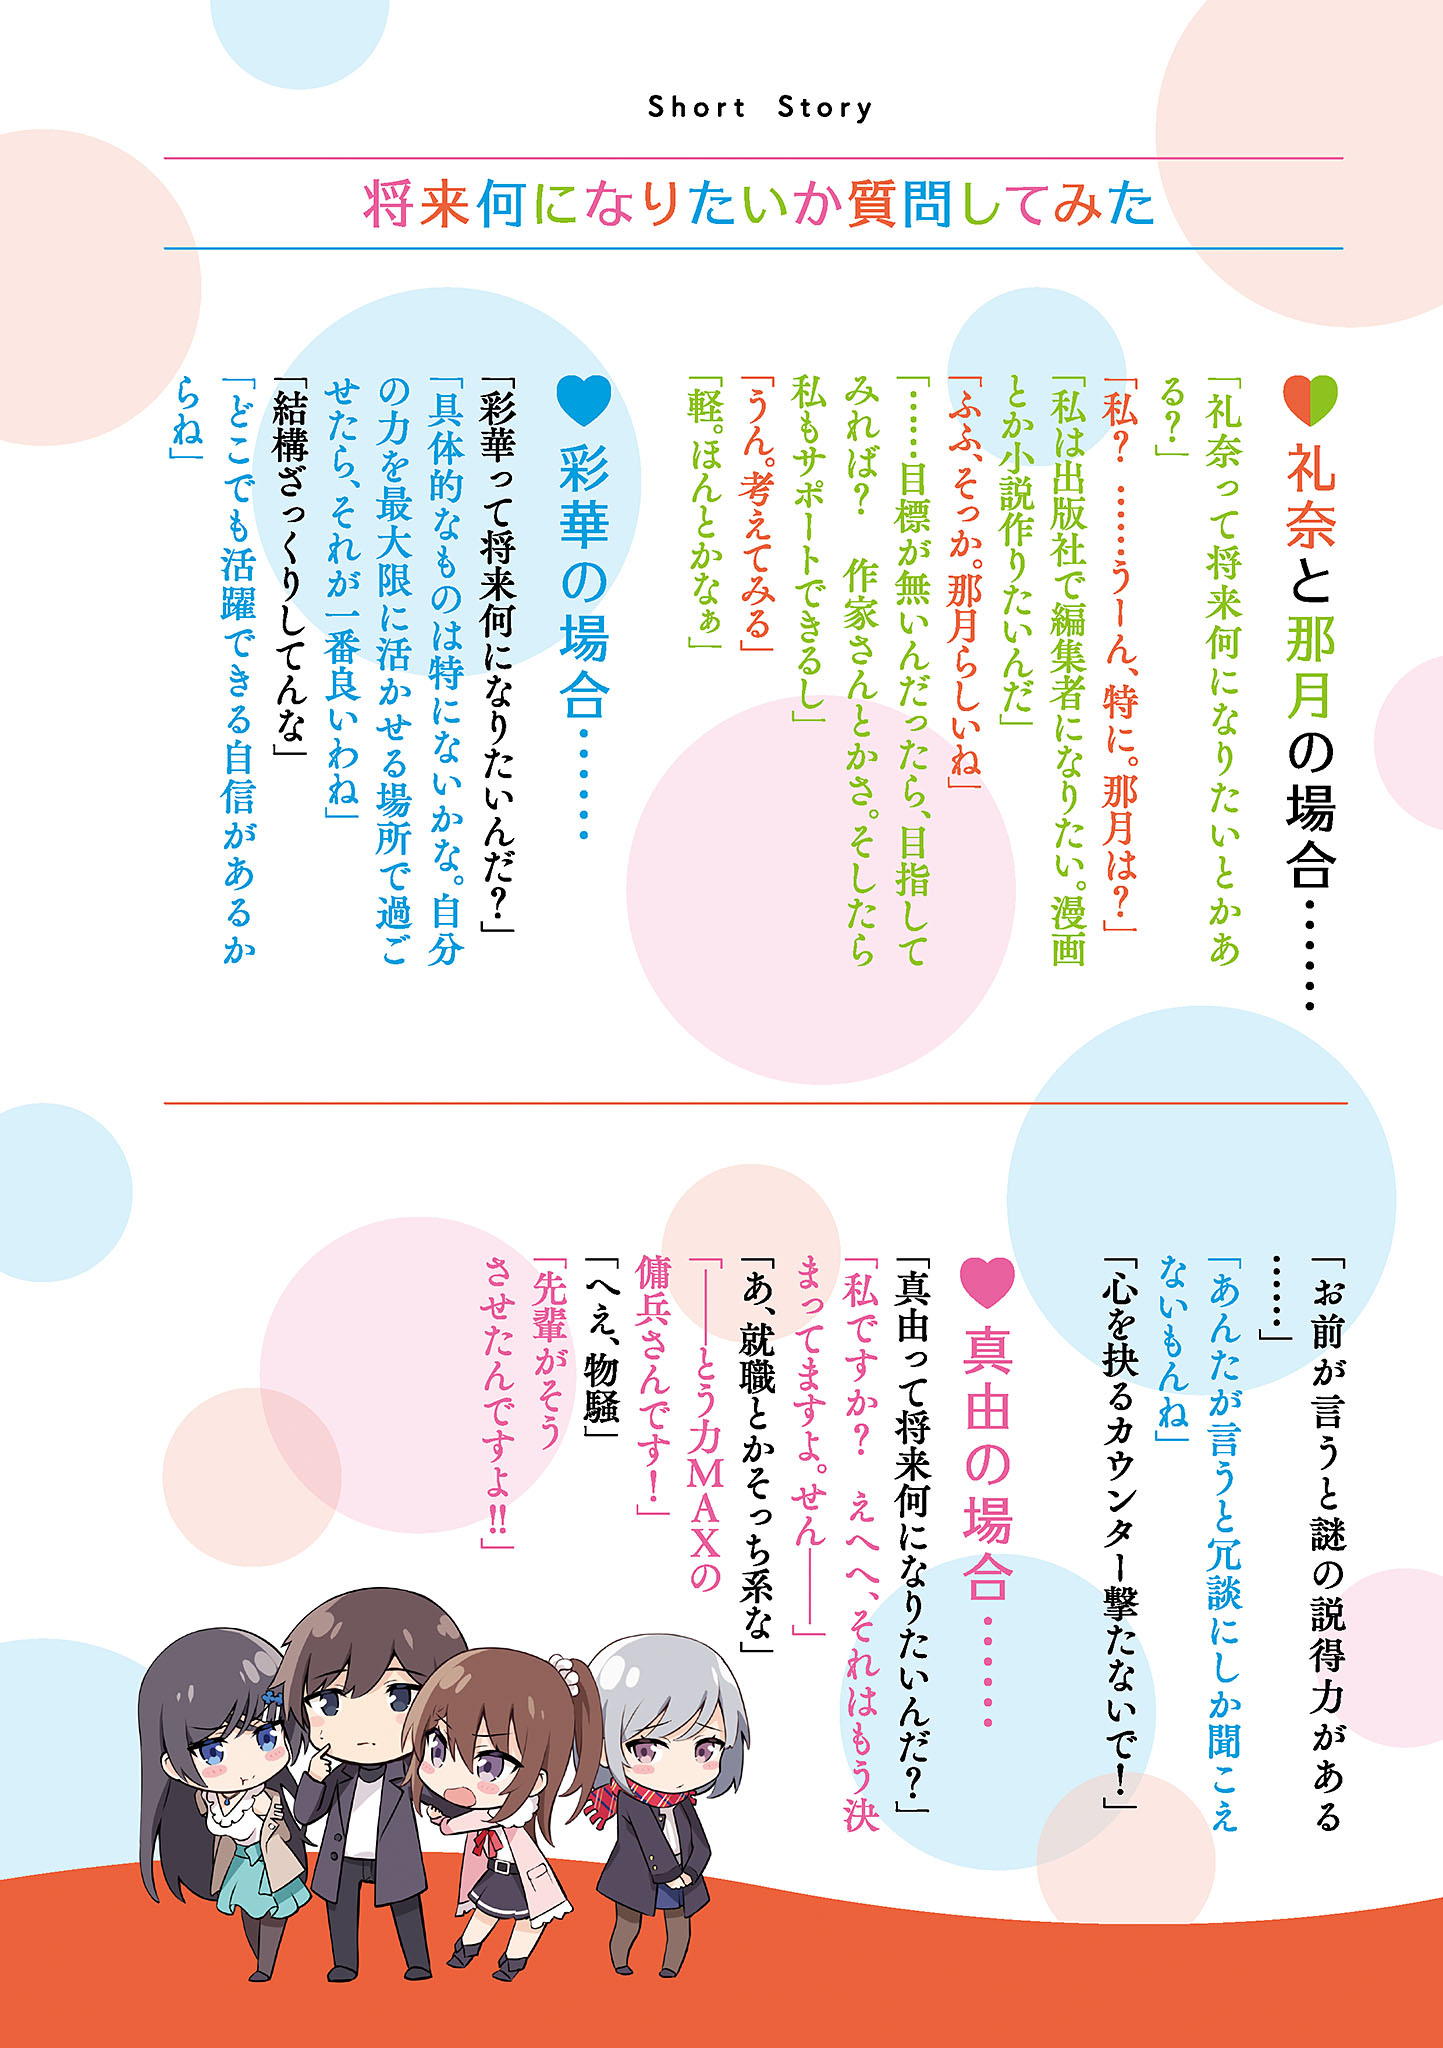 Short Story
将来何になりたいか質問してみた
礼奈と那月の場合……
「礼奈って将来何になりたいとかあ
る?」
「私? ……うーん、特に。那月は?」
「私は出版社で編集者になりたい。漫画
とか小説作りたいんだ」
「ふふ、そっか。那月らしいね」
「……目標が無いんだったら、目指して
みれば? 作家さんとかさ。そしたら
私もサポートできるし」
「うん。考えてみる」
「軽。ほんとかなぁ」
彩華の場合……
「彩華って将来何になりたいんだ?」
「具体的なものは特にないかな。自分
の力を最大限に活かせる場所で過ご
せたら、それが一番良いわね」
「結構ざっくりしてんな」
「どこでも活躍できる自信があるか
らね」
「お前が言うと謎の説得力がある
……」
「あんたが言うと冗談にしか聞こえ
ないもんね」
「心を抉るカウンター撃たないで!」
真由の場合……
「真由って将来何になりたいんだ?」
「私ですか? えへへ、それはもう決
まってますよ。せん――」
「あ、就職とかそっち系な」
「――とう力MAXの
傭兵さんです!」
「へえ、物騒」
「先輩がそう
させたんですよ!!」